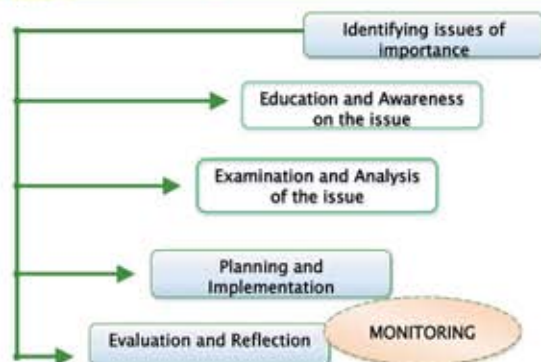 Identifying issues of
importance
Education and Awareness
on the issue
Examination and Analysis
of the issue
Planning and
Implementation
Evaluation and Reflection
MONITORING